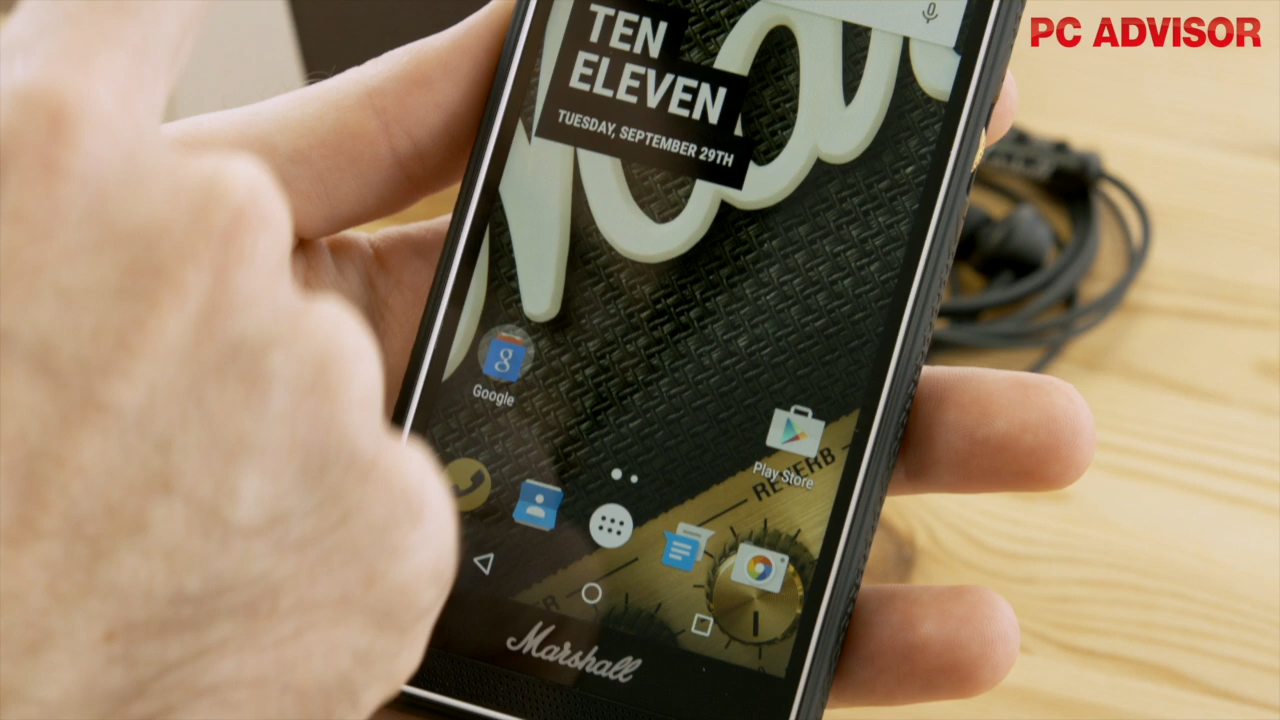 PC ADVISOR
TEN
ELEVEN
TUESDAY, SEPTEMBER 29TH
g
Google
Play Store
REVERB
Marshall